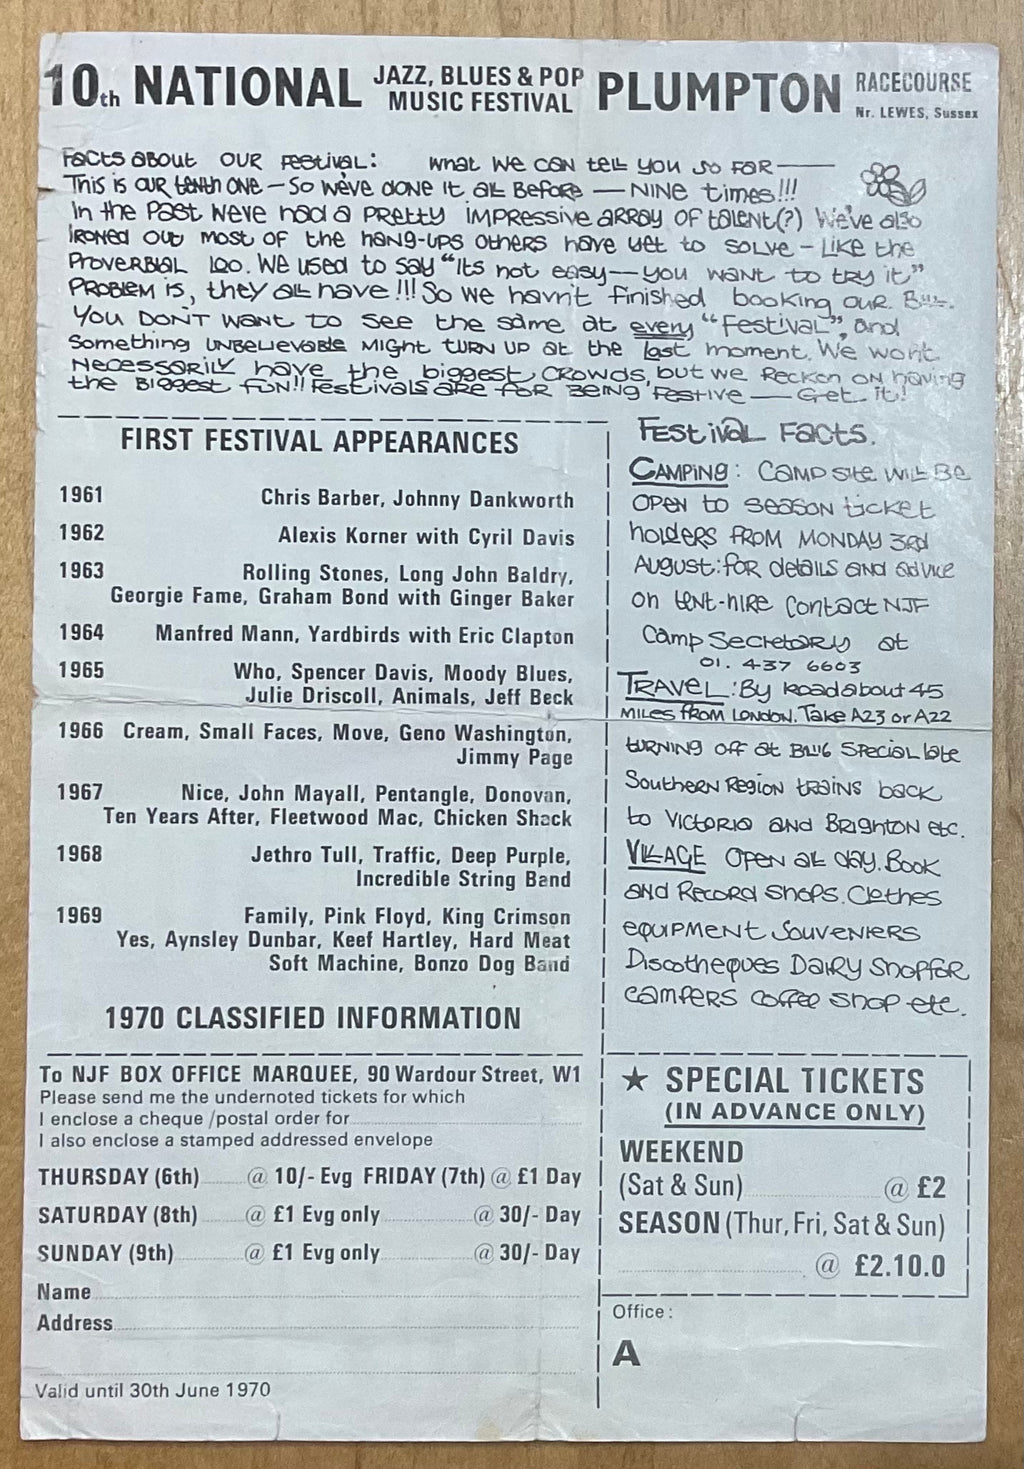 10th NATIONAL JAZZ, BLUES & POP MUSIC FESTIVAL PLUMPTON RACECOURSE Nr. LEWES, Sussex
FACTS ABOUT OUR FESTIVAL: WHAT WE CAN TELL YOU SO FAR —
THIS IS OUR TENTH ONE — SO WE'VE DONE IT ALL BEFORE — NINE TIMES!!!
IN THE PAST WEVE HAD A PRETTY IMPRESSIVE ARRAY OF TALENT(?) WE'VE ALSO
IRONED OUT MOST OF THE HANG-UPS OTHERS HAVE YET TO SOLVE — LIKE THE
PROVERBIAL LOO. WE USED TO SAY "ITS NOT EASY — YOU WANT TO TRY IT"
PROBLEM IS, THEY ALL HAVE!!! SO WE HAVN'T FINISHED BOOKING OUR BILL.
YOU DON'T WANT TO SEE THE SAME AT EVERY "FESTIVAL", AND
SOMETHING UNBELIEVABLE MIGHT TURN UP AT THE LAST MOMENT. WE WONT
NECESSARILY HAVE THE BIGGEST CROWDS, BUT WE RECKON ON HAVING
THE BIGGEST FUN!! FESTIVALS ARE FOR BEING FESTIVE — GET IT!
FIRST FESTIVAL APPEARANCES
1961 Chris Barber, Johnny Dankworth
1962 Alexis Korner with Cyril Davis
1963 Rolling Stones, Long John Baldry,
Georgie Fame, Graham Bond with Ginger Baker
1964 Manfred Mann, Yardbirds with Eric Clapton
1965 Who, Spencer Davis, Moody Blues,
Julie Driscoll, Animals, Jeff Beck
1966 Cream, Small Faces, Move, Geno Washington,
Jimmy Page
1967 Nice, John Mayall, Pentangle, Donovan,
Ten Years After, Fleetwood Mac, Chicken Shack
1968 Jethro Tull, Traffic, Deep Purple,
Incredible String Band
1969 Family, Pink Floyd, King Crimson
Yes, Aynsley Dunbar, Keef Hartley, Hard Meat
Soft Machine, Bonzo Dog Band
FESTIVAL FACTS.
CAMPING: CAMP SITE WILL BE
OPEN TO SEASON TICKET
HOLDERS FROM MONDAY 3RD
AUGUST: FOR DETAILS AND ADVICE
ON TENT-HIRE CONTACT NJF
CAMP SECRETARY AT
01. 437 6603
TRAVEL: BY ROAD ABOUT 45
MILES FROM LONDON. TAKE A23 OR A22
TURNING OFF AT B2116 SPECIAL LATE
SOUTHERN REGION TRAINS BACK
TO VICTORIA AND BRIGHTON ETC.
VILLAGE OPEN ALL DAY. BOOK
AND RECORD SHOPS. CLOTHES
EQUIPMENT SOUVENIERS
DISCOTHEQUES DAIRY SHOP FOR
CAMPERS COFFEE SHOP ETC.
1970 CLASSIFIED INFORMATION
To NJF BOX OFFICE MARQUEE, 90 Wardour Street, W1
Please send me the undernoted tickets for which
I enclose a cheque /postal order for
I also enclose a stamped addressed envelope
THURSDAY (6th) @ 10/- Evg FRIDAY (7th) @ £1 Day
SATURDAY (8th) @ £1 Evg only @ 30/- Day
SUNDAY (9th) @ £1 Evg only @ 30/- Day
Name
Address
Valid until 30th June 1970
★ SPECIAL TICKETS
(IN ADVANCE ONLY)
WEEKEND
(Sat & Sun) @ £2
SEASON (Thur, Fri, Sat & Sun)
@ £2.10.0
Office:
A